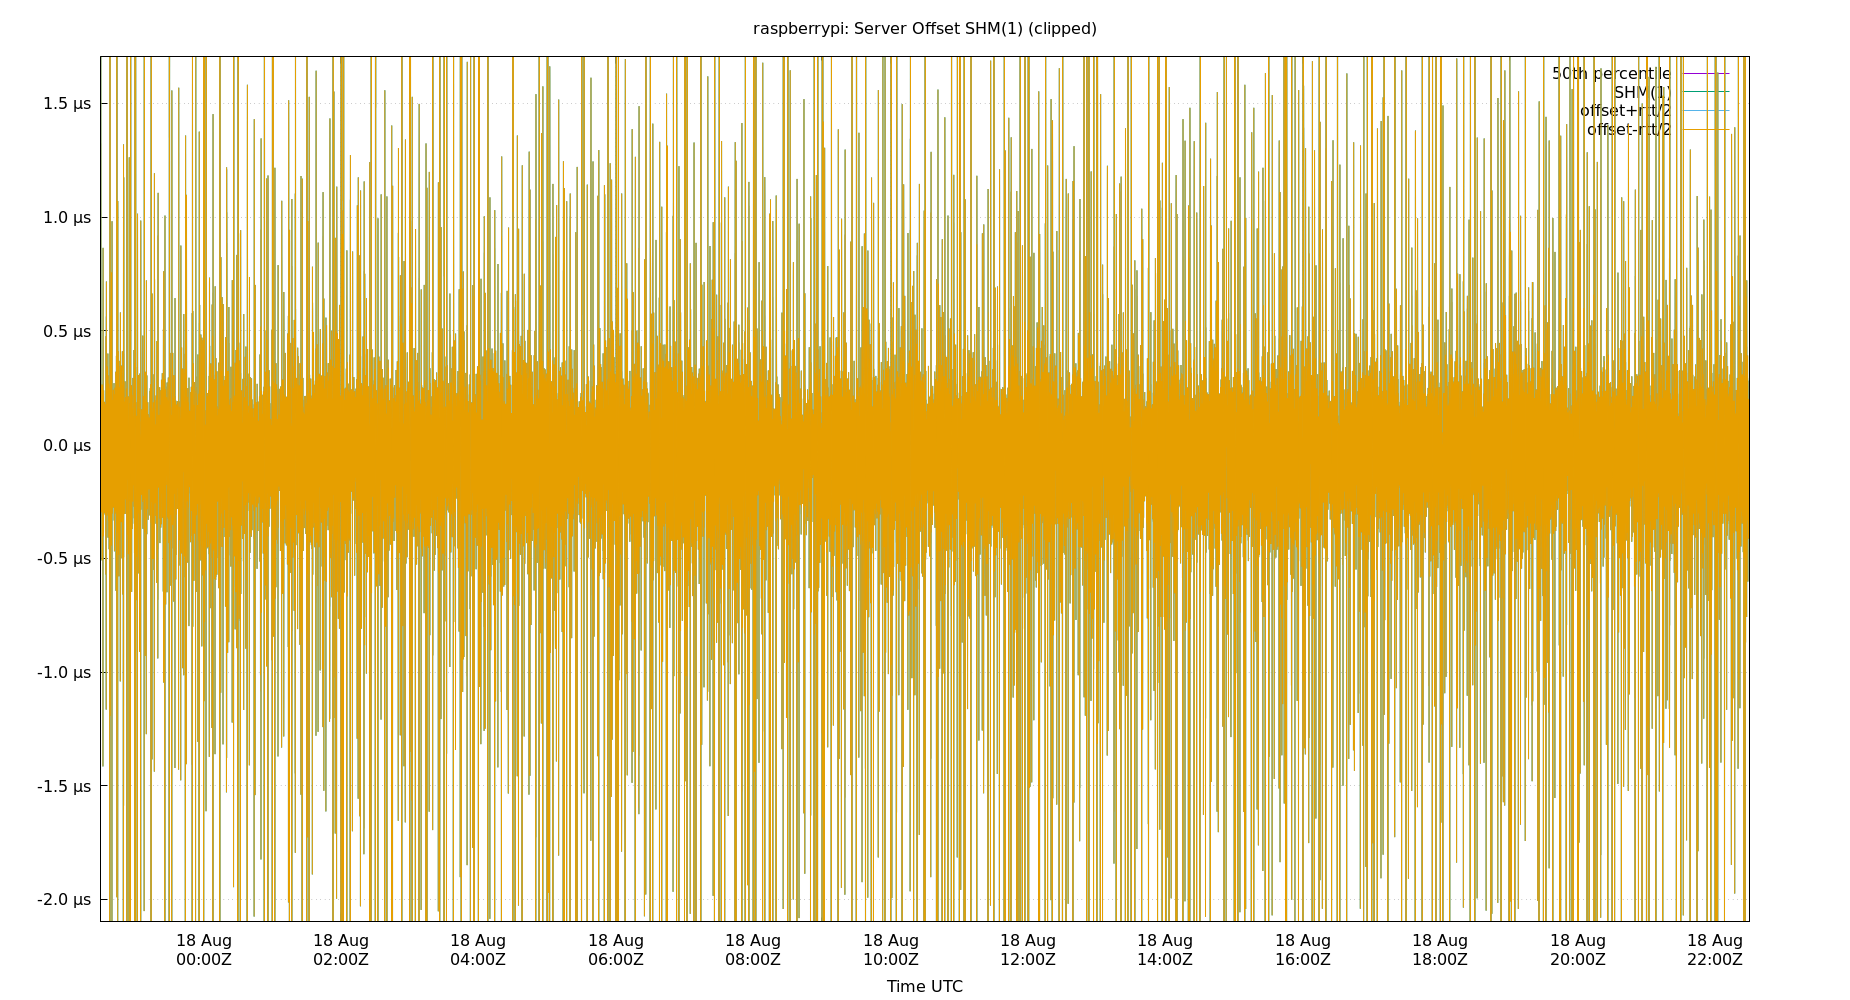 raspberrypi: Server Offset SHM(1) (clipped)
50th percentile
SHM(1)
offset+rtt/2
offset-rtt/2
1.5 µs
1.0 µs
0.5 µs
0.0 µs
-0.5 µs
-1.0 µs
-1.5 µs
-2.0 µs
18 Aug 18 Aug 18 Aug 18 Aug 18 Aug 18 Aug 18 Aug 18 Aug 18 Aug 18 Aug 18 Aug 18 Aug
00:00Z 02:00Z 04:00Z 06:00Z 08:00Z 10:00Z 12:00Z 14:00Z 16:00Z 18:00Z 20:00Z 22:00Z
Time UTC